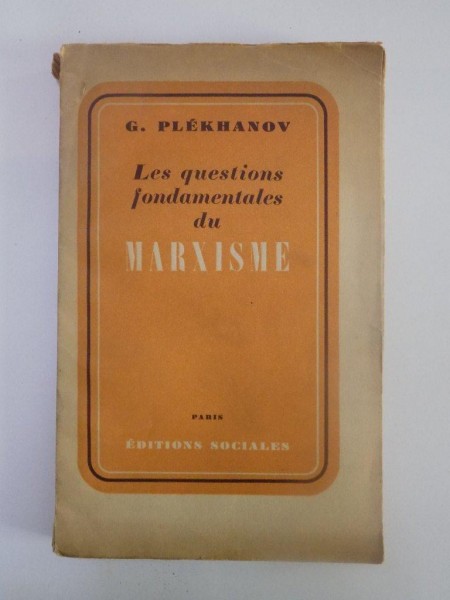 G. PLÉKHANOV
Les questions
fondamentales
du
MARXISME
PARIS
ÉDITIONS SOCIALES